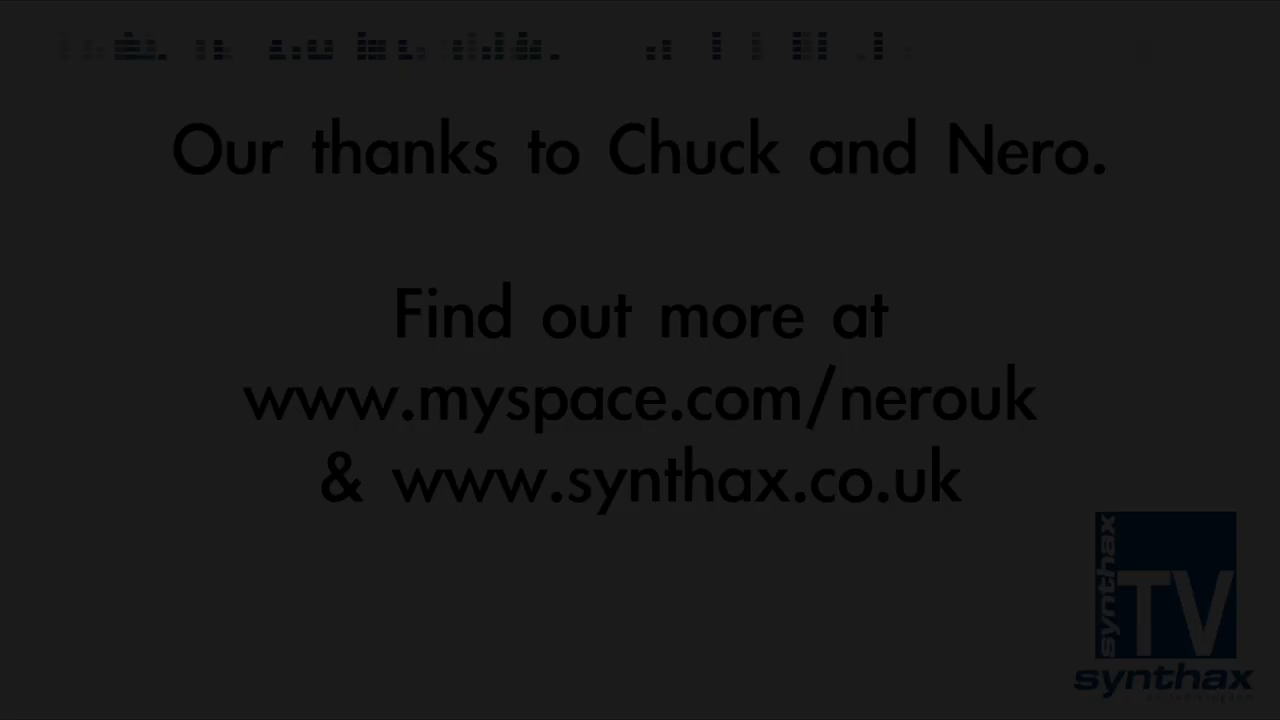 Our thanks to Chuck and Nero.
Find out more at
www.myspace.com/nerouk
& www.synthax.co.uk
synthax
TV
synthax